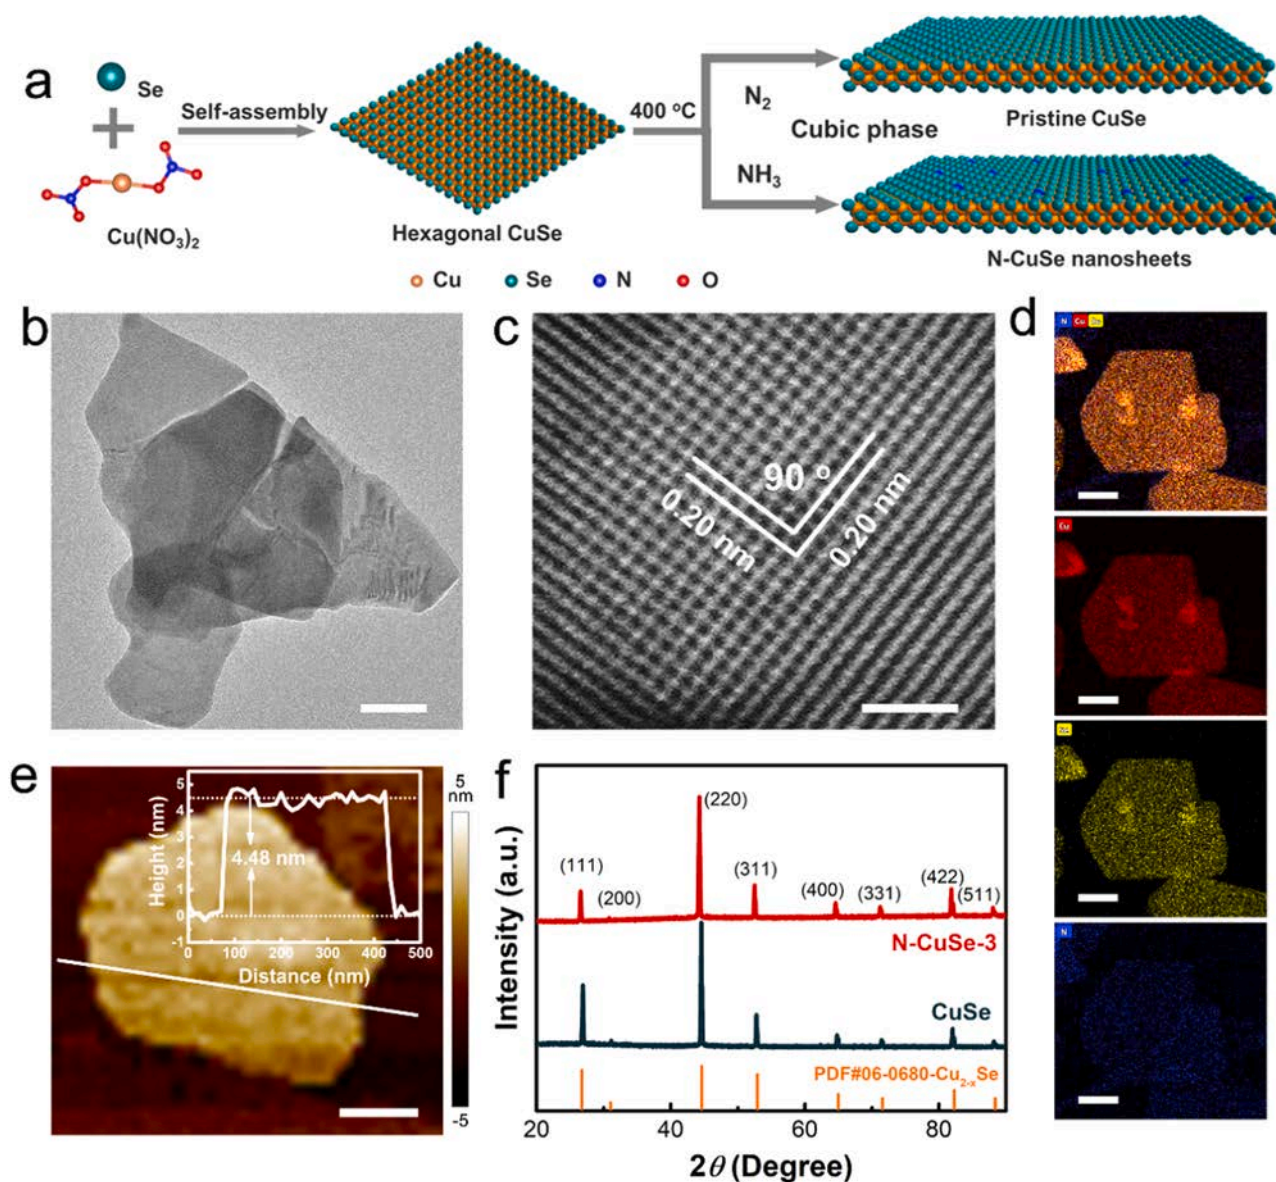 a
Se
Self-assembly
Cu(NO3)2
Hexagonal CuSe
400 °C
N2
Cubic phase
NH3
Pristine CuSe
N-CuSe nanosheets
Cu Se N O
b
c
90 °
0.20 nm
0.20 nm
d
N Cu
Cu
N
e
5
4
3
2
1
0
-1
Height (nm)
4.48 nm
0 100 200 300 400 500
Distance (nm)
5
nm
-5
f
Intensity (a.u.)
(111)
(200)
(220)
(311)
(400)
(331)
(422)
(511)
N-CuSe-3
CuSe
PDF#06-0680-Cu2-xSe
20 40 60 80
2θ (Degree)